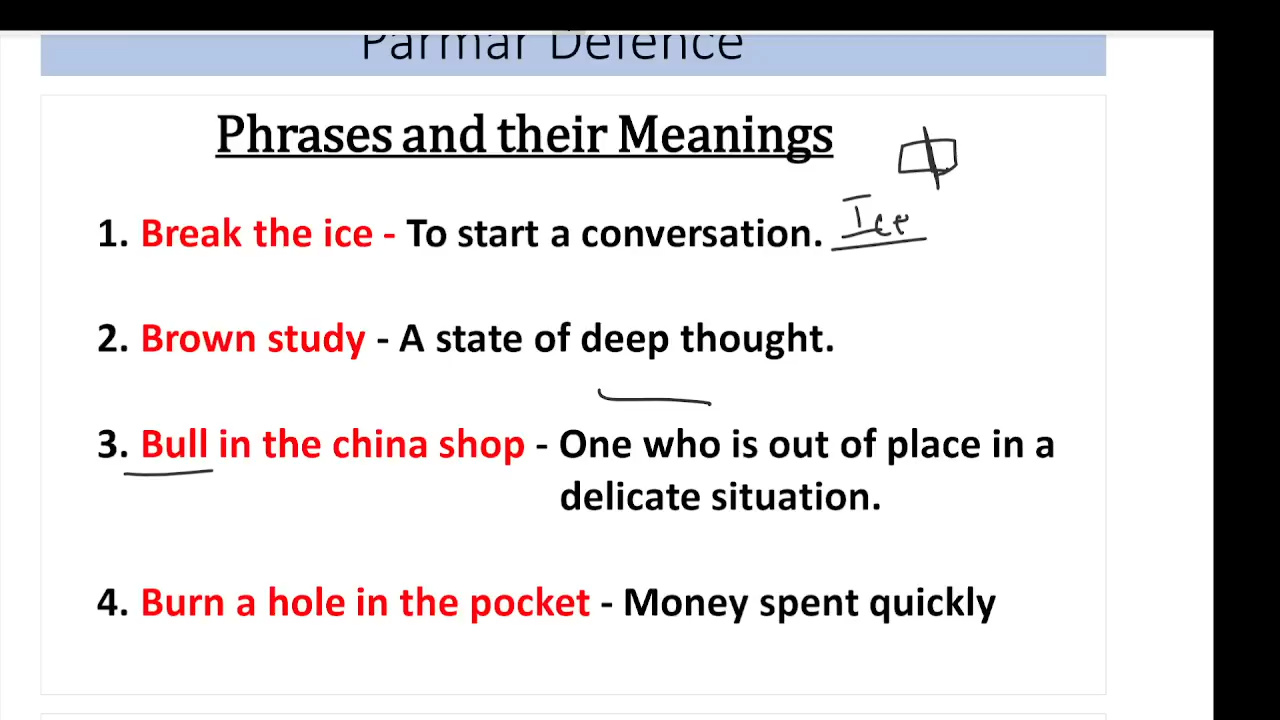 Parmar Defence
Phrases and their Meanings
1. Break the ice - To start a conversation. Ice
2. Brown study - A state of deep thought.
3. Bull in the china shop - One who is out of place in a
delicate situation.
4. Burn a hole in the pocket - Money spent quickly